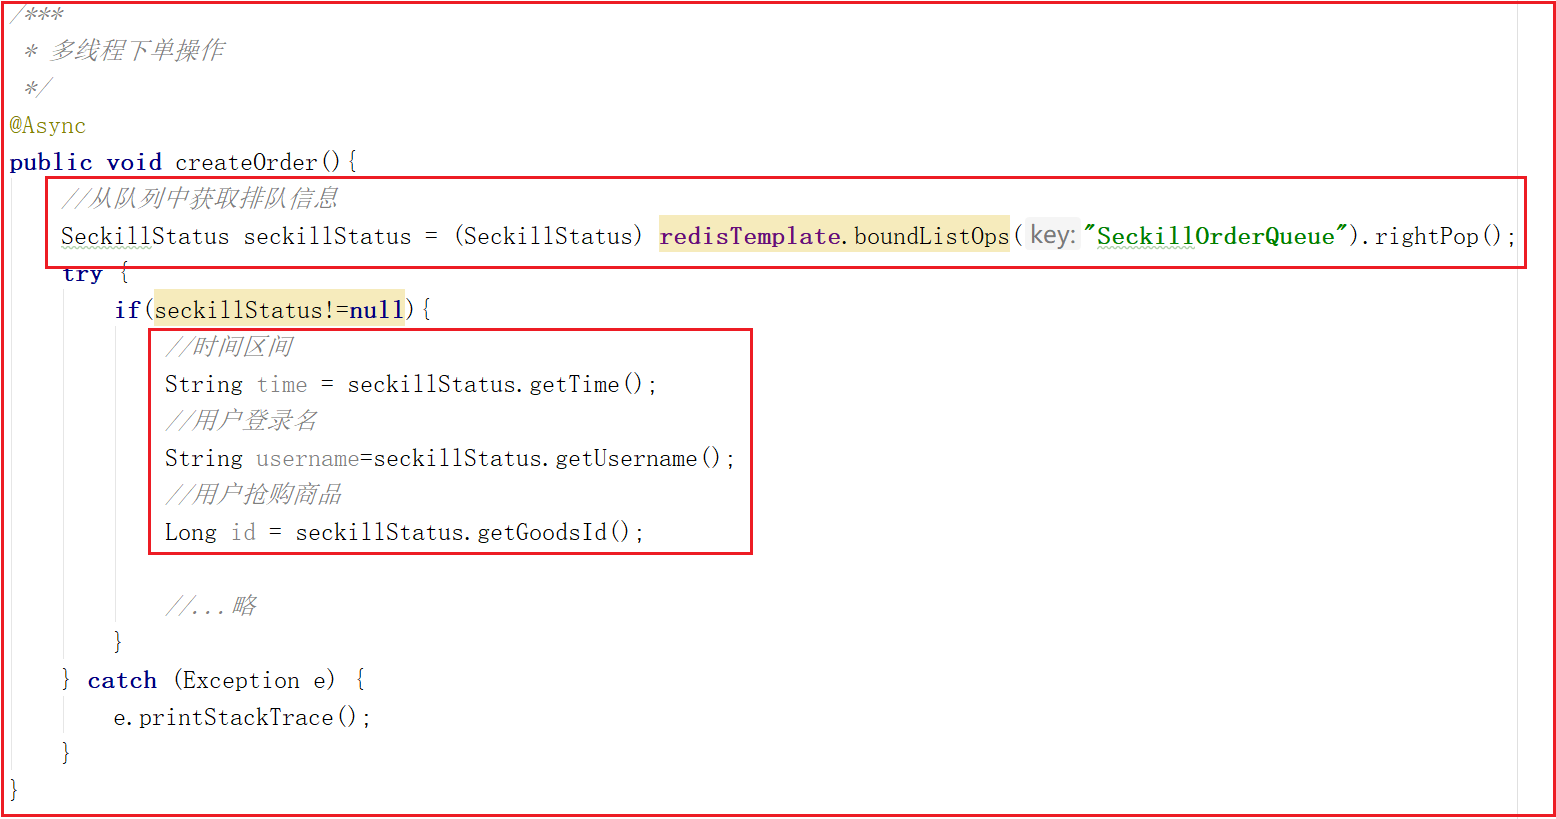 /***
 * 多线程下单操作
 */
@Async
public void createOrder(){
    //从队列中获取排队信息
    SeckillStatus seckillStatus = (SeckillStatus) redisTemplate.boundListOps( key: "SeckillOrderQueue").rightPop();
    try {
        if(seckillStatus!=null){
            //时间区间
            String time = seckillStatus.getTime();
            //用户登录名
            String username=seckillStatus.getUsername();
            //用户抢购商品
            Long id = seckillStatus.getGoodsId();
            //...略
        }
    } catch (Exception e) {
        e.printStackTrace();
    }
}